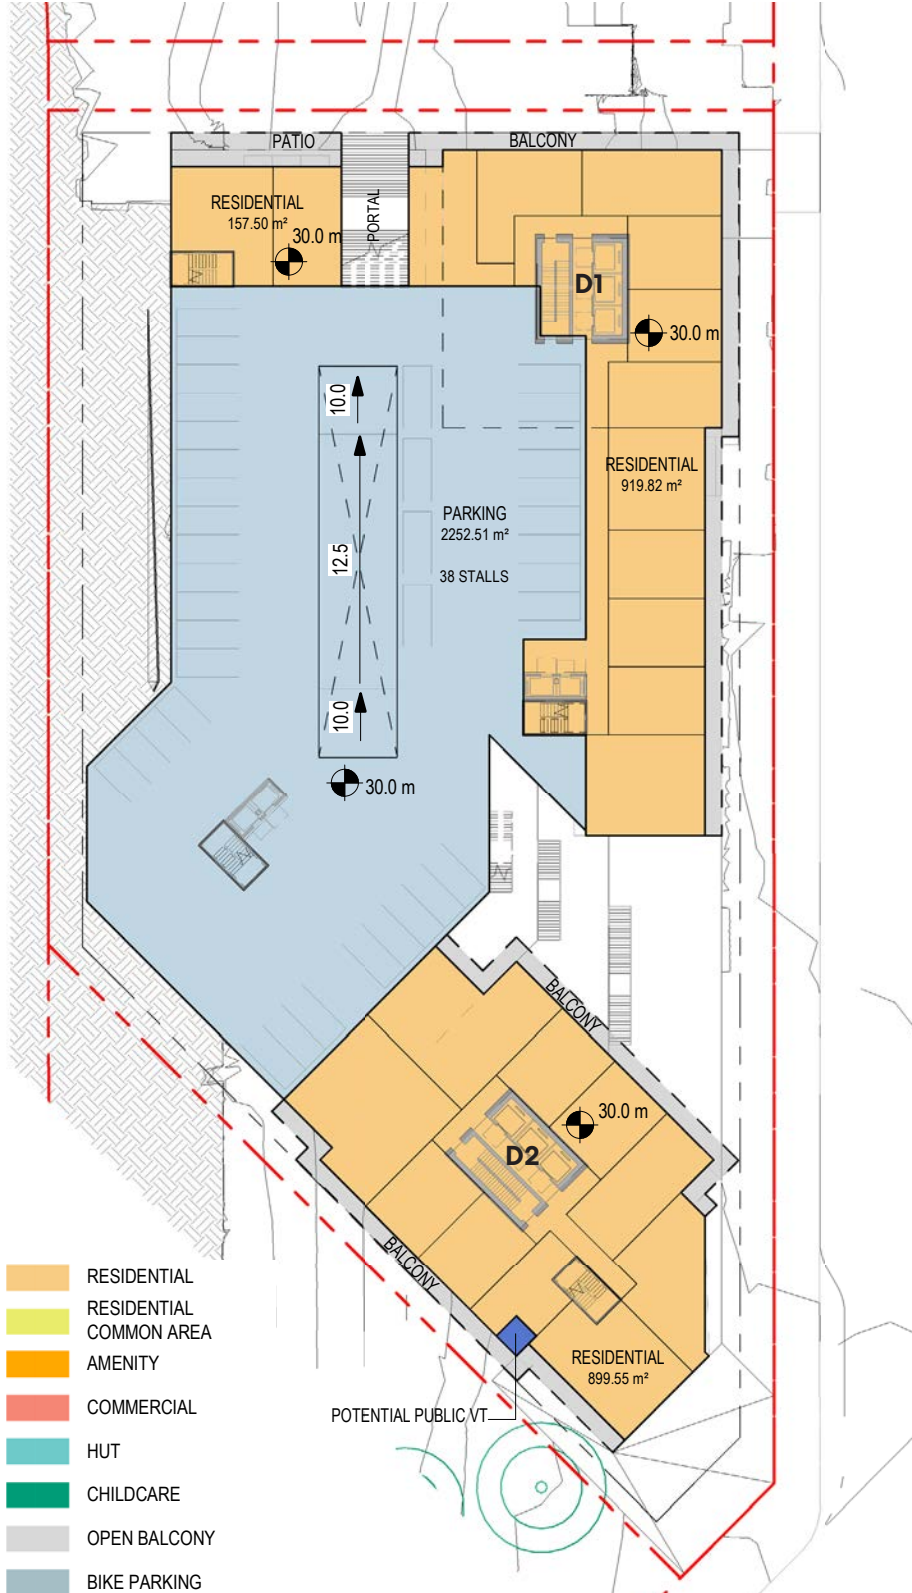 PATIO
BALCONY
RESIDENTIAL
157.50 m²
30.0 m
PORTAL
D1
30.0 m
10.0
RESIDENTIAL
919.82 m²
PARKING
2252.51 m²
12.5
38 STALLS
10.0
30.0 m
BALCONY
30.0 m
D2
BALCONY
RESIDENTIAL
899.55 m²
POTENTIAL PUBLIC VT
RESIDENTIAL
RESIDENTIAL
COMMON AREA
AMENITY
COMMERCIAL
HUT
CHILDCARE
OPEN BALCONY
BIKE PARKING